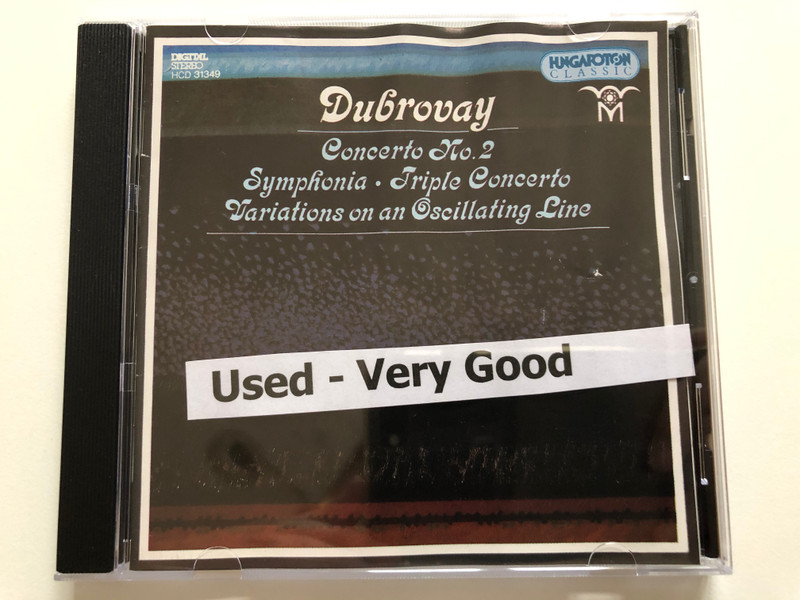 DIGITAL
STEREO
HCD 31349
HUNGAROTON
CLASSIC
M
Dubrovay
Concerto No. 2
Symphonia • Triple Concerto
Variations on an Oscillating Line
Used - Very Good